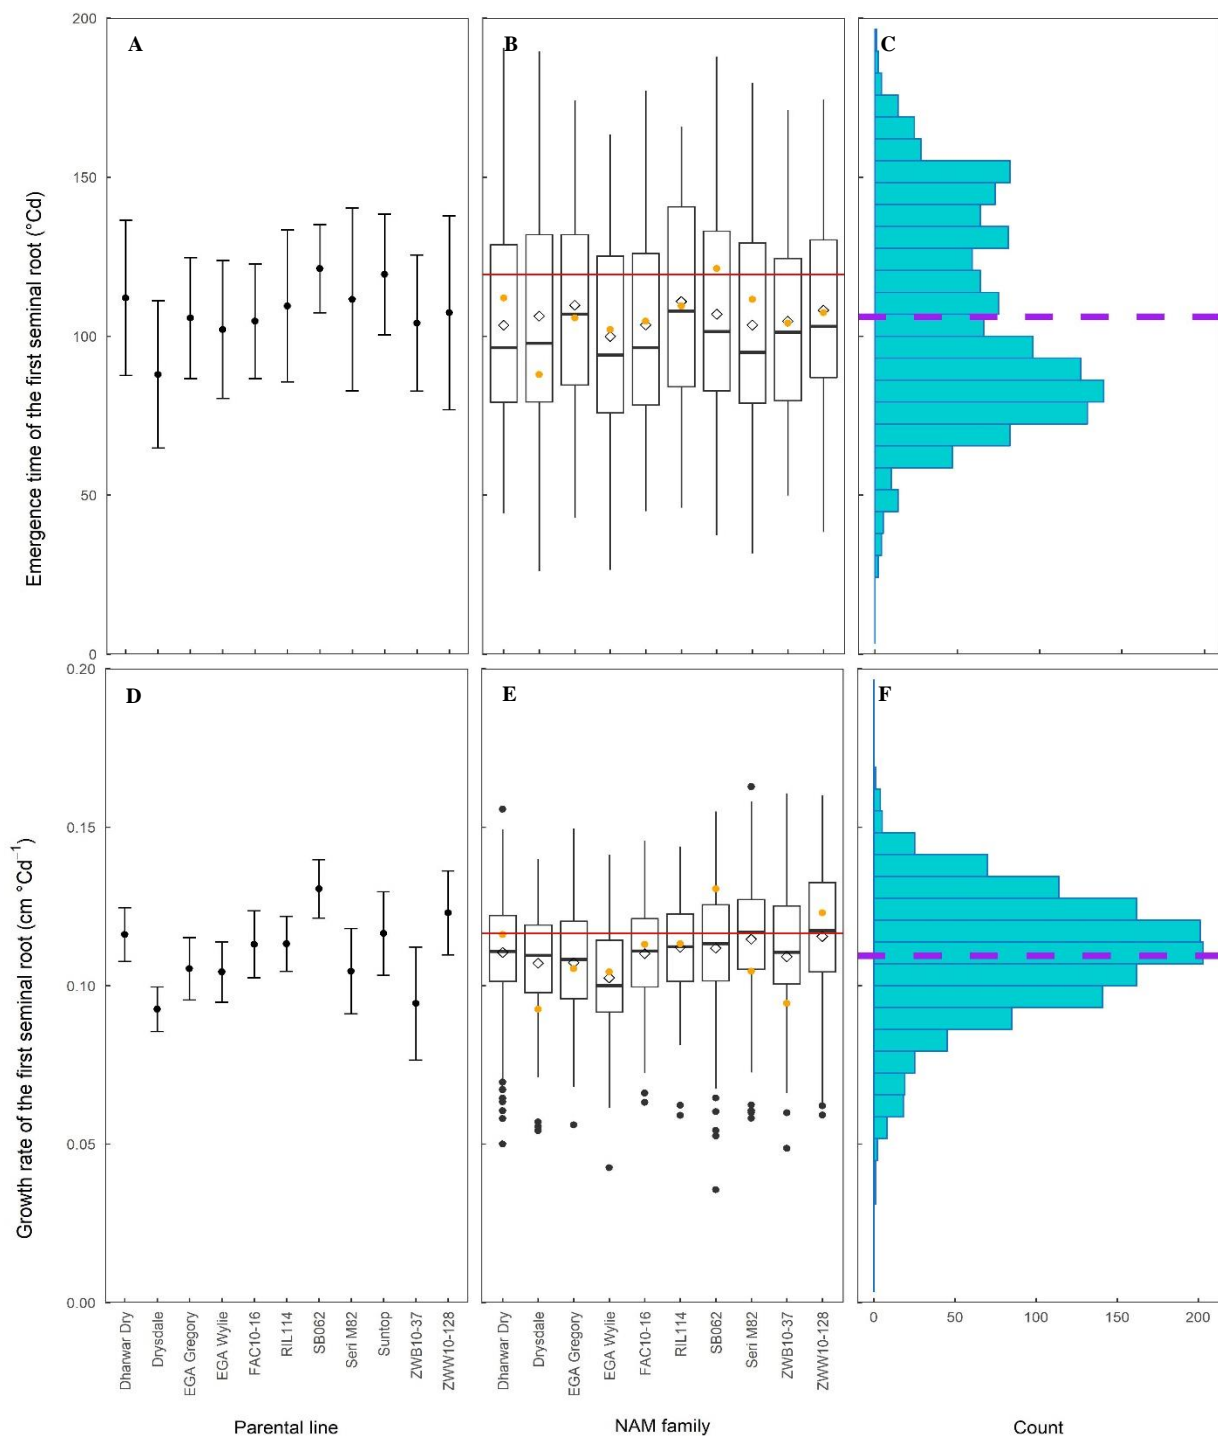 A
B
C
200
150
100
50
0
Emergence time of the first seminal root (°Cd)
D
E
F
0.20
0.15
0.10
0.05
0.00
Growth rate of the first seminal root (cm °Cd⁻¹)
Dharwar Dry
Drysdale
EGA Gregory
EGA Wylie
FAC10-16
RIL114
SB062
Seri M82
Suntop
ZWB10-37
ZWW10-128
Dharwar Dry
Drysdale
EGA Gregory
EGA Wylie
FAC10-16
RIL114
SB062
Seri M82
ZWB10-37
ZWW10-128
0
50
100
150
200
Parental line
NAM family
Count